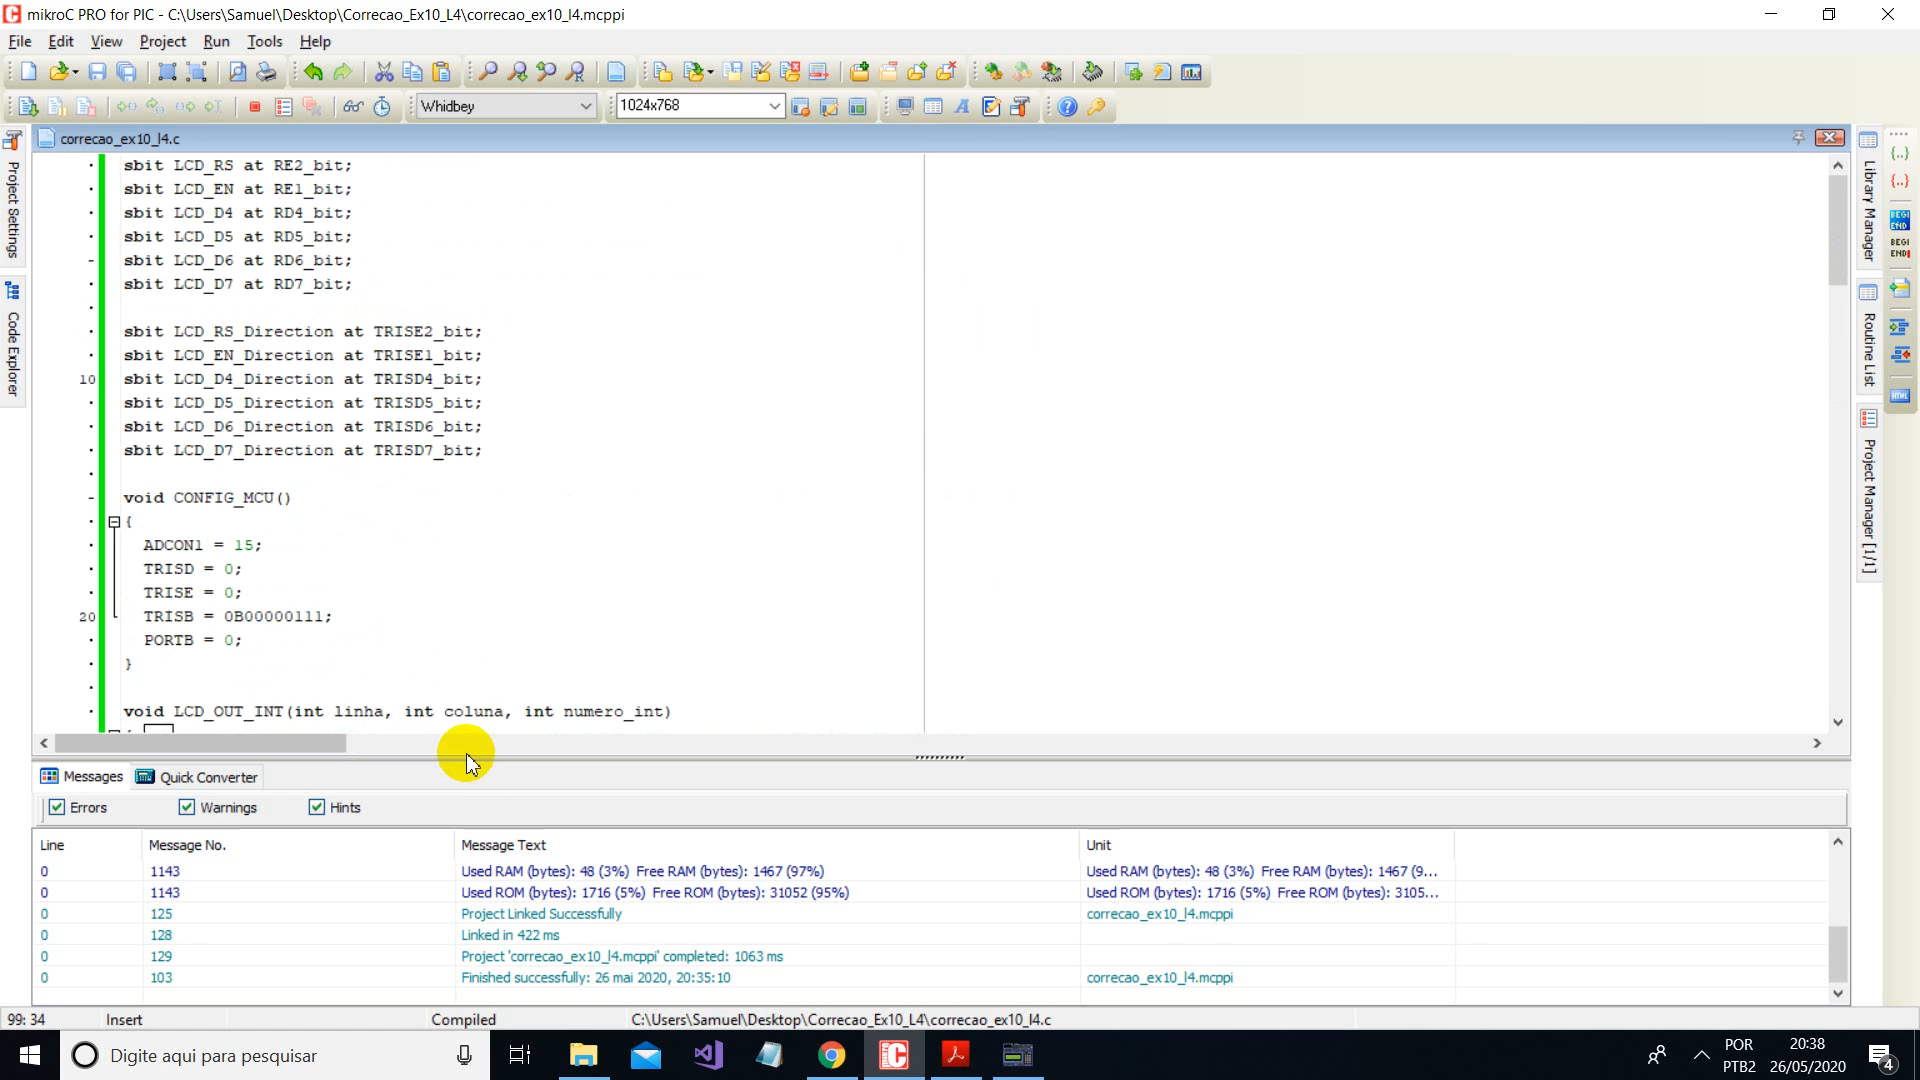 mikroC PRO for PIC - C:\Users\Samuel\Desktop\Correcao_Ex10_L4\correcao_ex10_l4.mcppi
File Edit View Project Run Tools Help
Whidbey 1024x768
correcao_ex10_l4.c
sbit LCD_RS at RE2_bit;
sbit LCD_EN at RE1_bit;
sbit LCD_D4 at RD4_bit;
sbit LCD_D5 at RD5_bit;
sbit LCD_D6 at RD6_bit;
sbit LCD_D7 at RD7_bit;
sbit LCD_RS_Direction at TRISE2_bit;
sbit LCD_EN_Direction at TRISE1_bit;
10 sbit LCD_D4_Direction at TRISD4_bit;
sbit LCD_D5_Direction at TRISD5_bit;
sbit LCD_D6_Direction at TRISD6_bit;
sbit LCD_D7_Direction at TRISD7_bit;
void CONFIG_MCU()
{
ADCON1 = 15;
TRISD = 0;
TRISE = 0;
20 TRISB = 0B00000111;
PORTB = 0;
}
void LCD_OUT_INT(int linha, int coluna, int numero_int)
Project Settings
Code Explorer
Library Manager
Routine List
Project Manager [1/1]
{..}
{..}
BEGI
END
BEGI
END
HTML
Messages Quick Converter
Errors Warnings Hints
Line Message No. Message Text Unit
0 1143 Used RAM (bytes): 48 (3%) Free RAM (bytes): 1467 (97%) Used RAM (bytes): 48 (3%) Free RAM (bytes): 1467 (9...
0 1143 Used ROM (bytes): 1716 (5%) Free ROM (bytes): 31052 (95%) Used ROM (bytes): 1716 (5%) Free ROM (bytes): 3105...
0 125 Project Linked Successfully correcao_ex10_l4.mcppi
0 128 Linked in 422 ms
0 129 Project 'correcao_ex10_l4.mcppi' completed: 1063 ms
0 103 Finished successfully: 26 mai 2020, 20:35:10 correcao_ex10_l4.mcppi
99: 34 Insert Compiled C:\Users\Samuel\Desktop\Correcao_Ex10_L4\correcao_ex10_l4.c
Digite aqui para pesquisar
POR
PTB2
20:38
26/05/2020
4